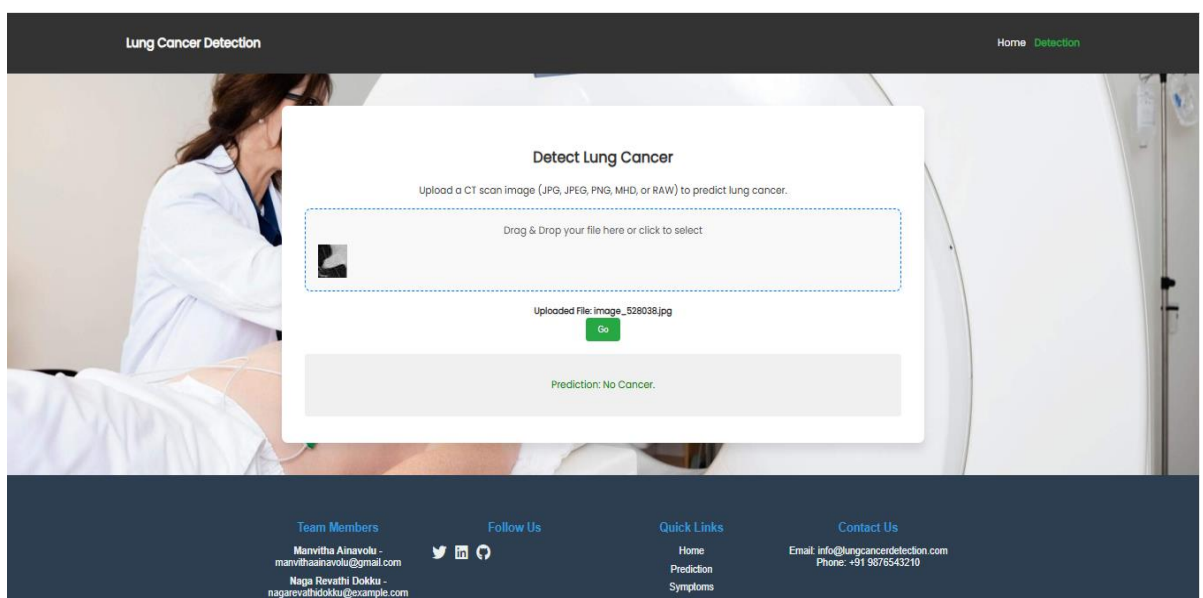 Lung Cancer Detection
Home Detection
Detect Lung Cancer
Upload a CT scan image (JPG, JPEG, PNG, MHD, or RAW) to predict lung cancer.
Drag & Drop your file here or click to select
Uploaded File: image_528038.jpg
Go
Prediction: No Cancer.
Team Members
Manvitha Ainavolu -
manvithaainavolu@gmail.com
Naga Revathi Dokku -
nagarevathidokku@example.com
Follow Us
Quick Links
Home
Prediction
Symptoms
Contact Us
Email: info@lungcancerdetection.com
Phone: +91 9876543210